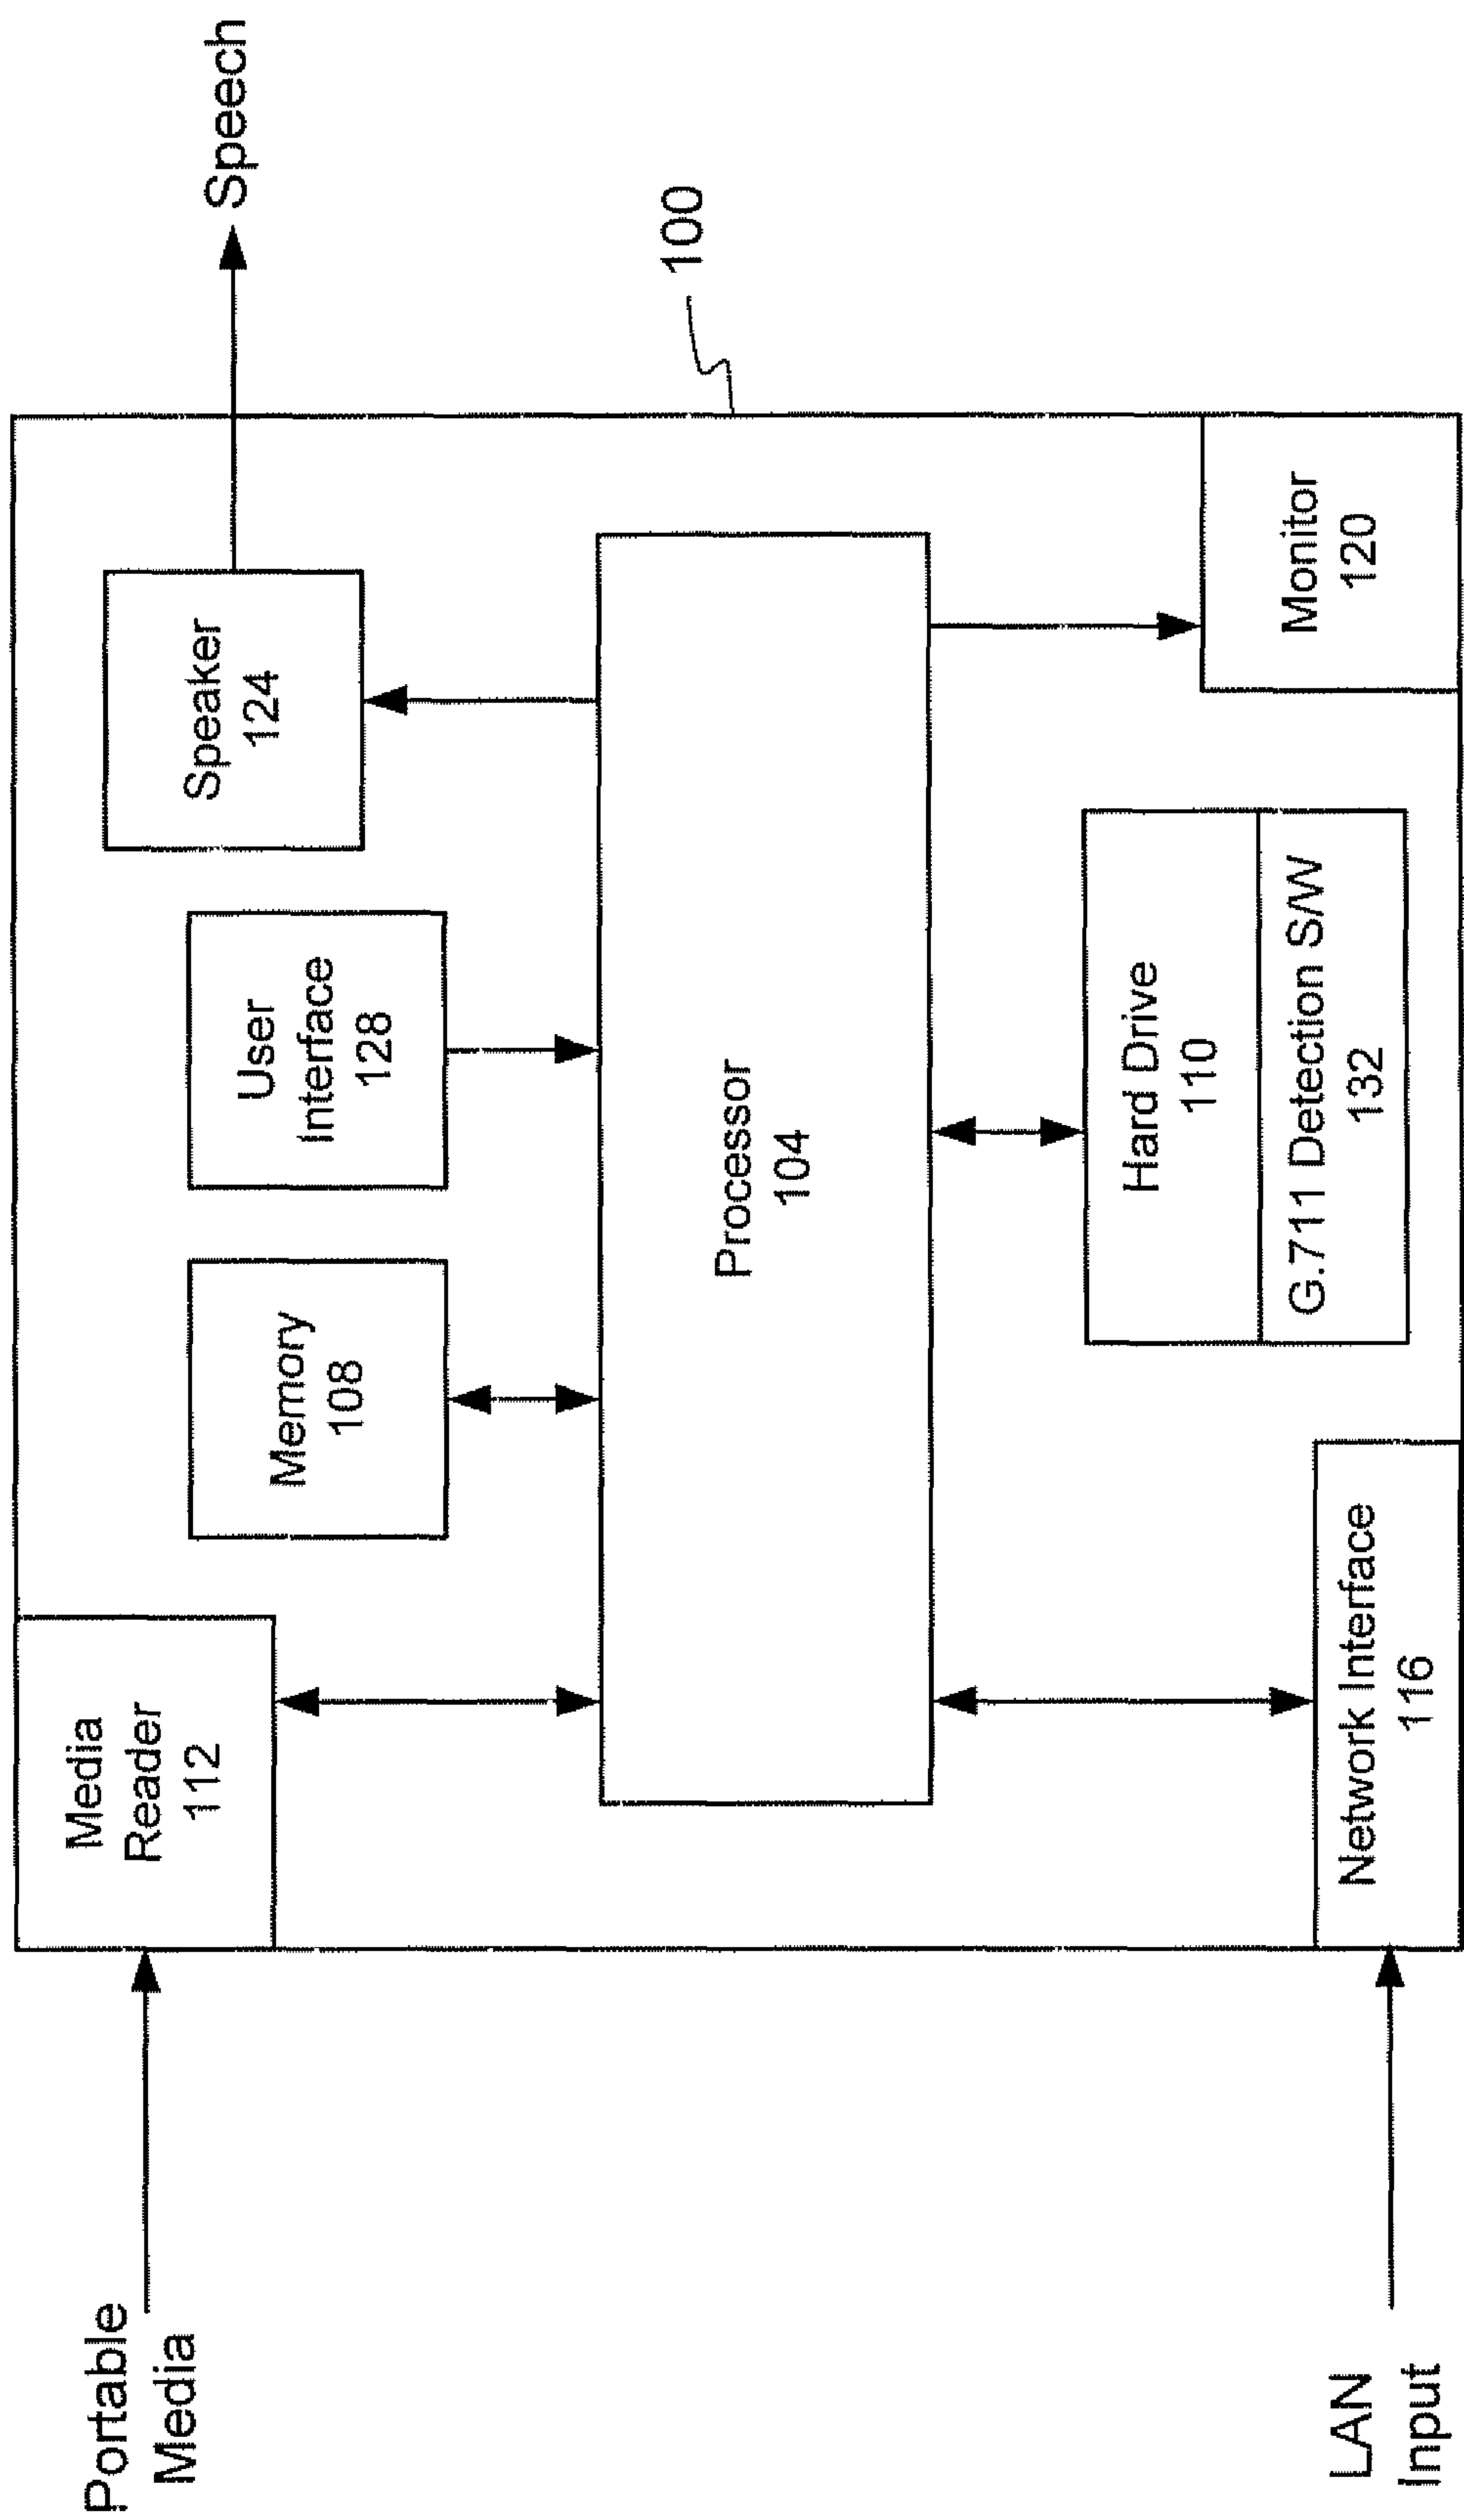 Portable
Media
Media
Reader
112
Memory
108
User
Interface
128
Speaker
124
Speech
Processor
104
100
Network Interface
116
Hard Drive
110
G.711 Detection S/W
132
Monitor
120
LAN
Input